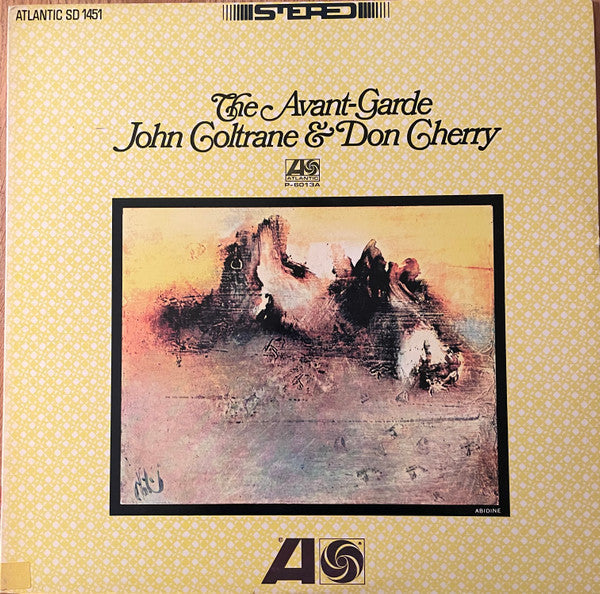 ATLANTIC SD 1451
STEREO
The Avant-Garde
John Coltrane & Don Cherry
ATLANTIC
P-6013A
ABIDINE